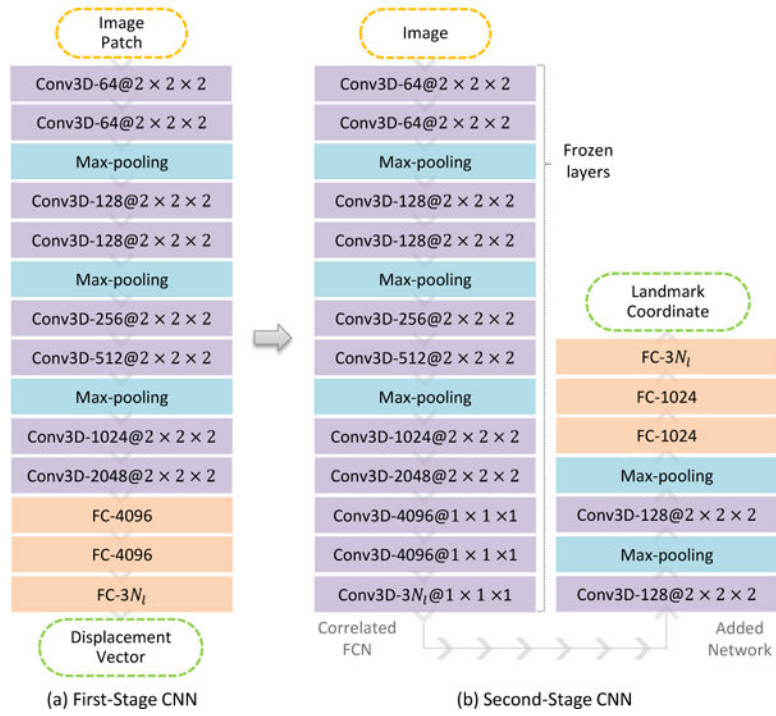 Image
Patch
Conv3D-64@2 × 2 × 2
Conv3D-64@2 × 2 × 2
Max-pooling
Conv3D-128@2 × 2 × 2
Conv3D-128@2 × 2 × 2
Max-pooling
Conv3D-256@2 × 2 × 2
Conv3D-512@2 × 2 × 2
Max-pooling
Conv3D-1024@2 × 2 × 2
Conv3D-2048@2 × 2 × 2
FC-4096
FC-4096
FC-3Nₗ
Displacement
Vector
(a) First-Stage CNN
Image
Conv3D-64@2 × 2 × 2
Conv3D-64@2 × 2 × 2
Max-pooling
Conv3D-128@2 × 2 × 2
Conv3D-128@2 × 2 × 2
Max-pooling
Conv3D-256@2 × 2 × 2
Conv3D-512@2 × 2 × 2
Max-pooling
Conv3D-1024@2 × 2 × 2
Conv3D-2048@2 × 2 × 2
Conv3D-4096@1 × 1 ×1
Conv3D-4096@1 × 1 ×1
Conv3D-3Nₗ@1 × 1 ×1
Correlated
FCN
Frozen
layers
Landmark
Coordinate
FC-3Nₗ
FC-1024
FC-1024
Max-pooling
Conv3D-128@2 × 2 × 2
Max-pooling
Conv3D-128@2 × 2 × 2
Added
Network
(b) Second-Stage CNN